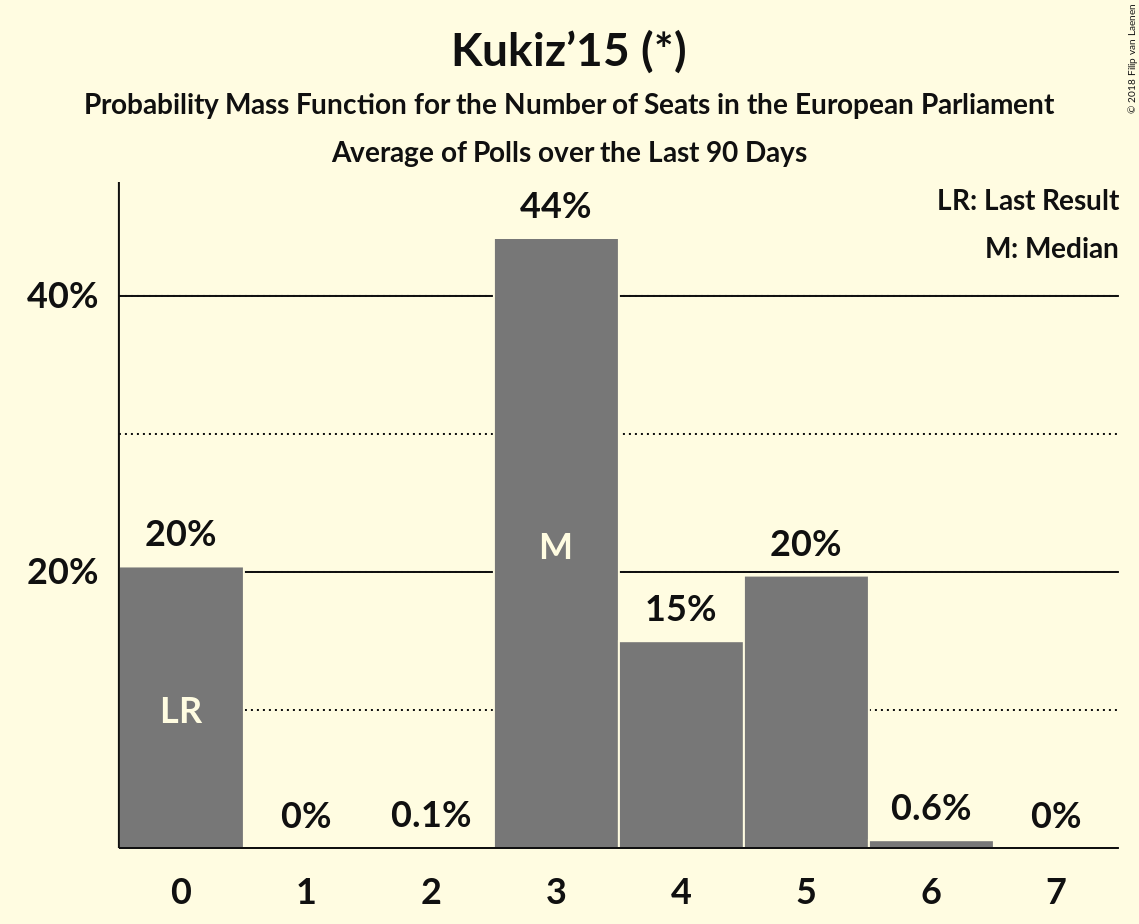 Kukiz’15 (*)
Probability Mass Function for the Number of Seats in the European Parliament
Average of Polls over the Last 90 Days
© 2018 Filip van Laenen
LR: Last Result
M: Median
44%
40%
20%
M
20%
20%
15%
LR
0%
0.1%
0.6%
0%
0 1 2 3 4 5 6 7